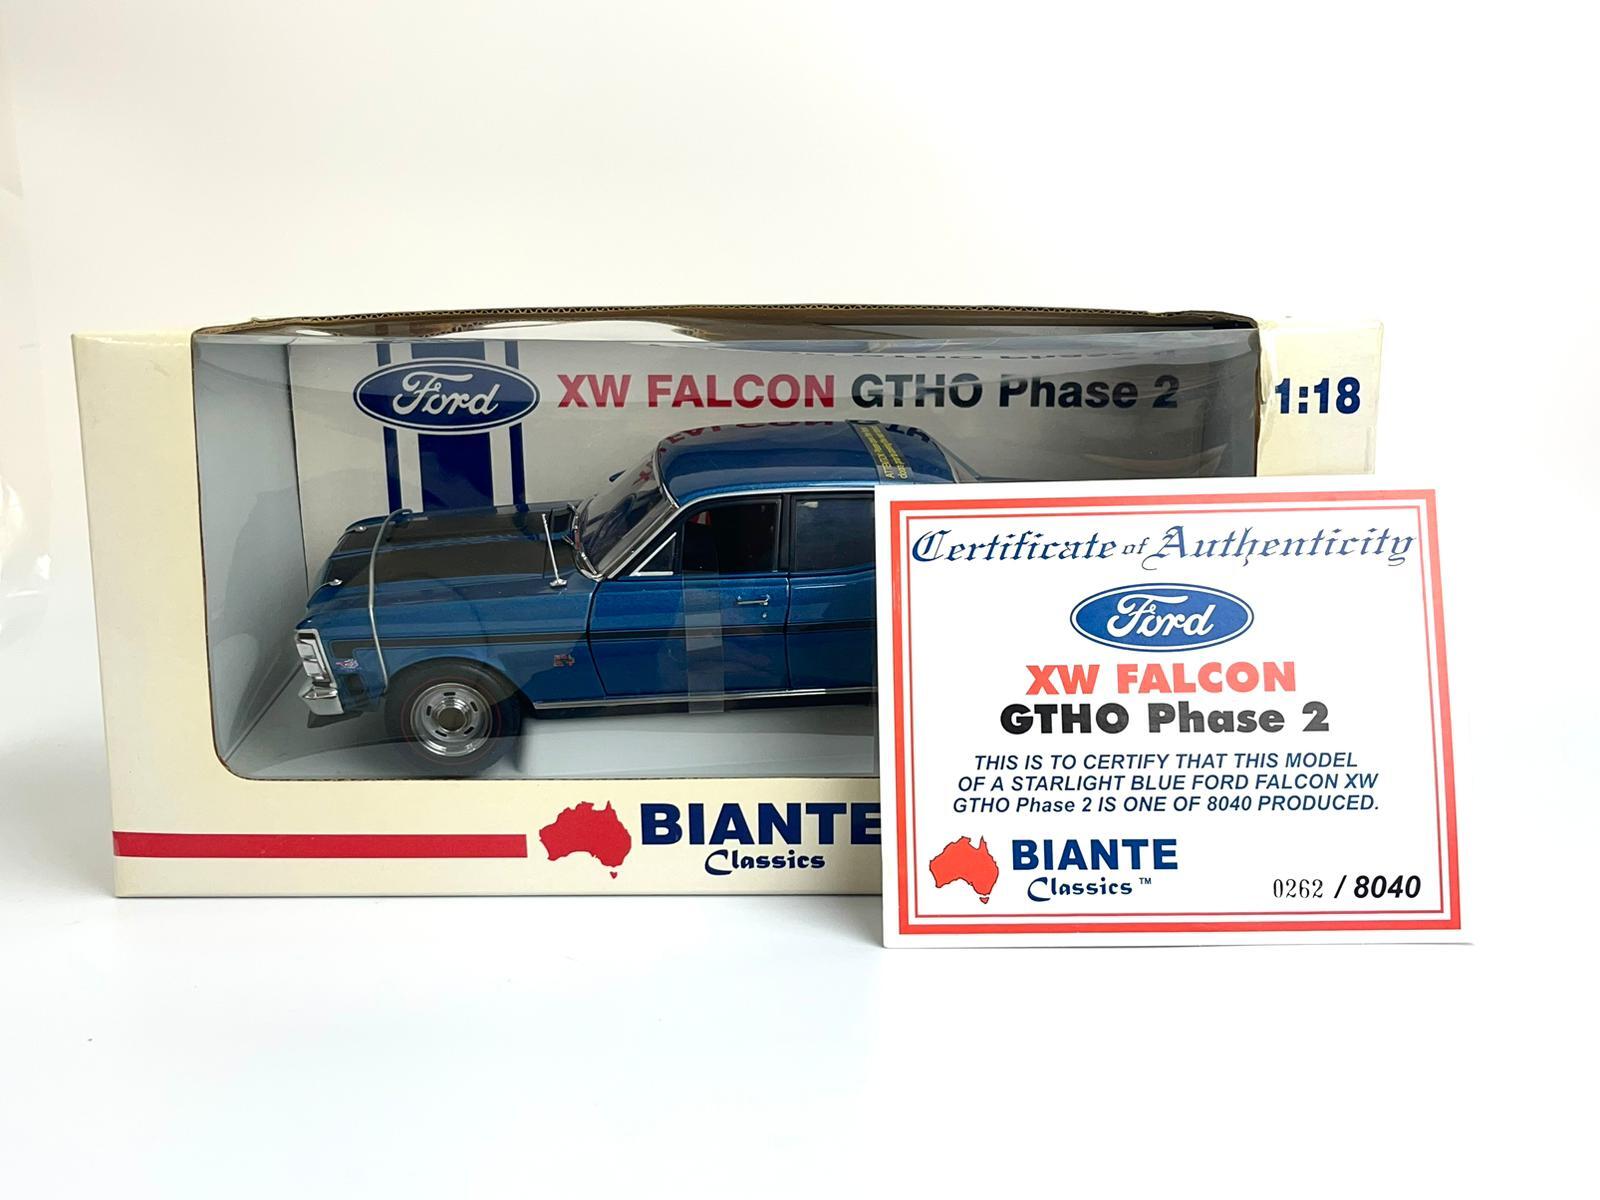 Ford
XW FALCON GTHO Phase 2
1:18
BIANTE
Classics
Certificate of Authenticity
Ford
XW FALCON
GTHO Phase 2
THIS IS TO CERTIFY THAT THIS MODEL
OF A STARLIGHT BLUE FORD FALCON XW
GTHO Phase 2 IS ONE OF 8040 PRODUCED.
BIANTE
Classics™
0262 / 8040